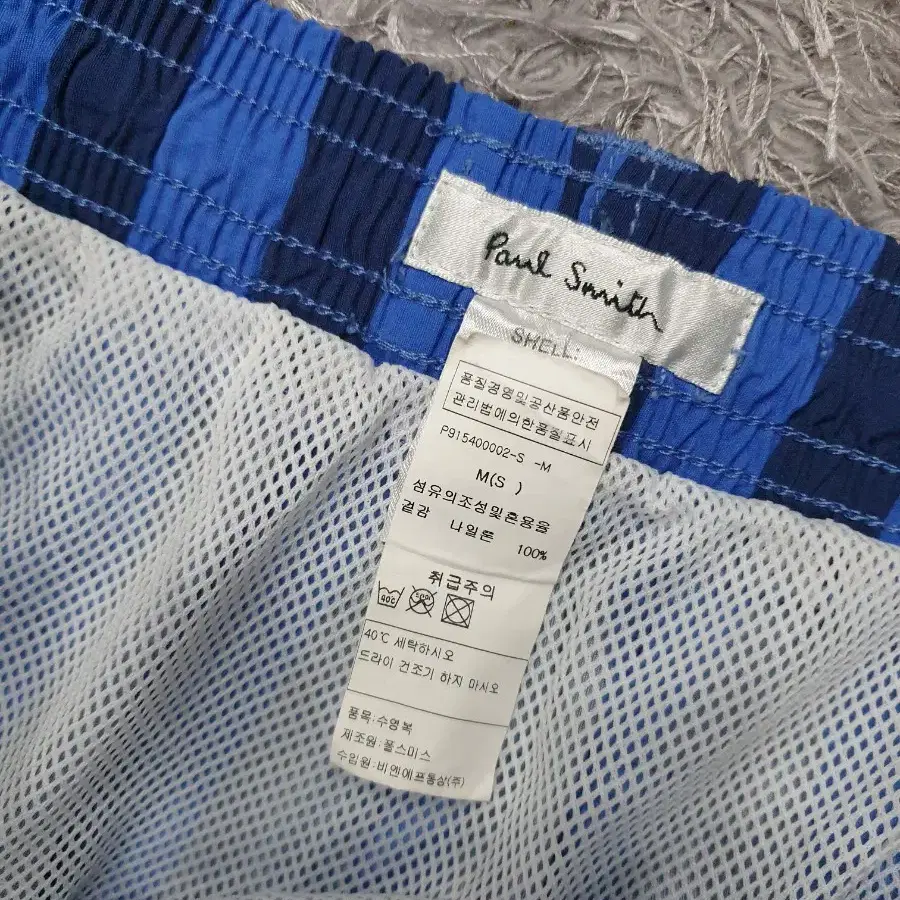 Paul Smith
SHELL:
품질경영및공산품안전
관리법에의한품질표시
P915400002-S -M
M(S )
섬유의조성및혼용율
겉감 나일론 100%
취급주의
40℃
40℃ 세탁하시오
드라이 건조기 하지 마시오
품목:수영복
제조원:폴스미스
수입원:비엔에프통상(주)